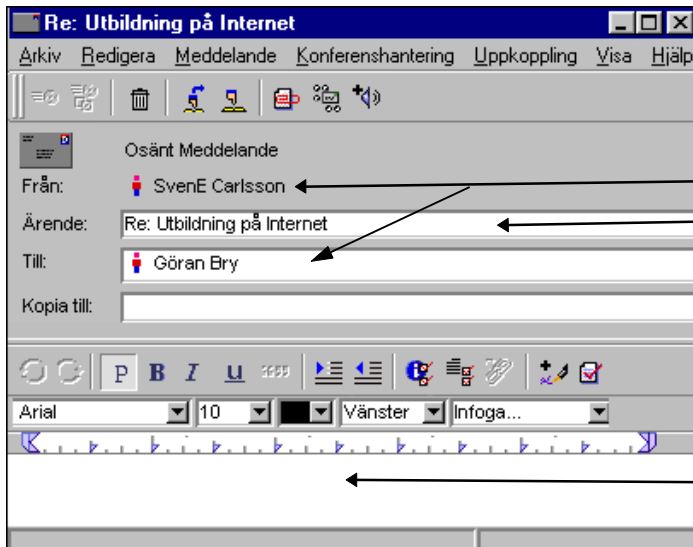 Re: Utbildning på Internet
Arkiv Redigera Meddelande Konferenshantering Uppkoppling Visa Hjälp
Osänt Meddelande
Från: SvenE Carlsson
Ärende: Re: Utbildning på Internet
Till: Göran Bry
Kopia till:
P B I U
Arial 10 Vänster Infoga...